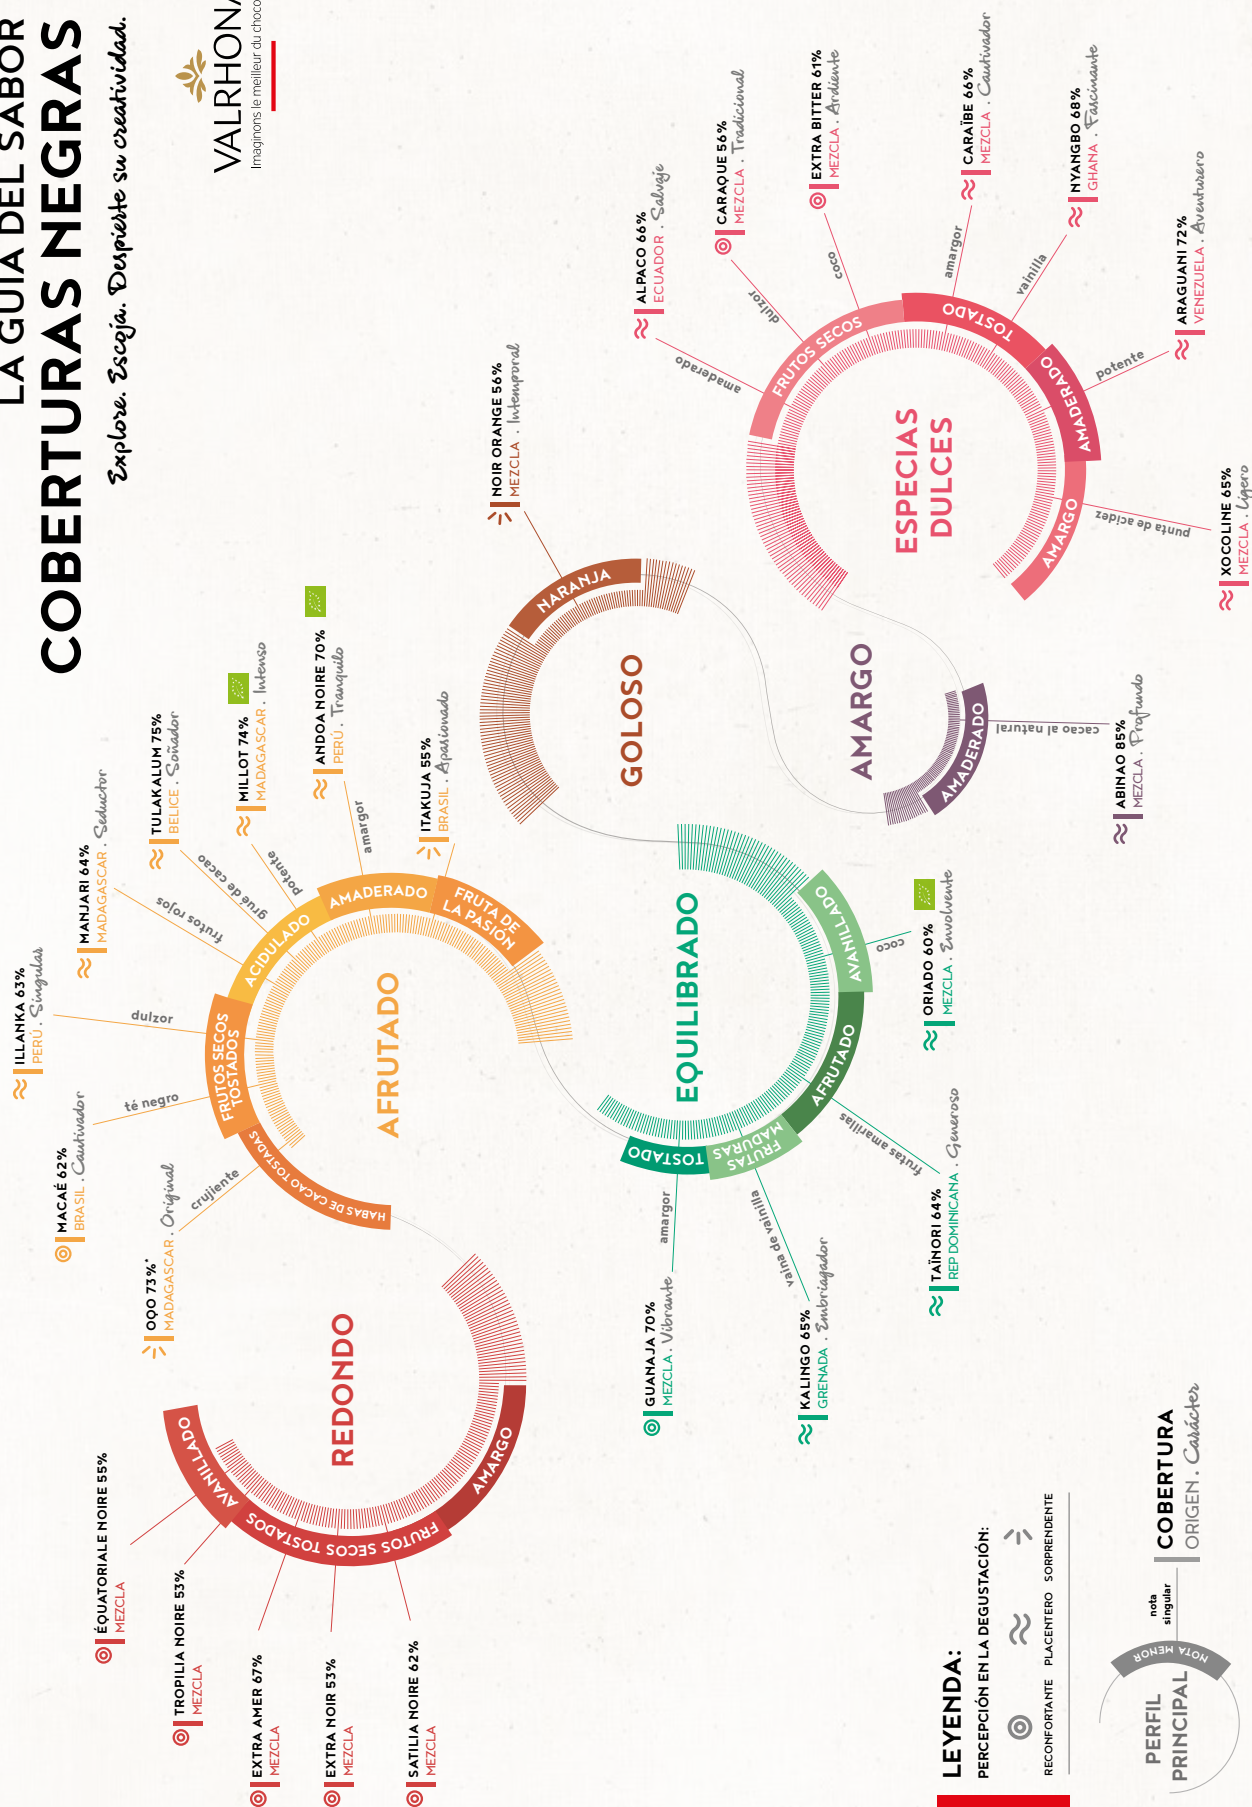 LA GUÍA DEL SABOR
COBERTURAS NEGRAS
Explore. Escoja. Despierte su creatividad.
VALRHONA
Imaginons le meilleur du choco
REDONDO
AVANILLADO
FRUTOS SECOS TOSTADOS
AMARGO
ÉQUATORIALE NOIRE 55%
MEZCLA
TROPILIA NOIRE 53%
MEZCLA
EXTRA AMER 67%
MEZCLA
EXTRA NOIR 53%
MEZCLA
SATILIA NOIRE 62%
MEZCLA
AFRUTADO
HABAS DE CACAO TOSTADAS
FRUTOS SECOS
TOSTADOS
ACIDULADO
AMADERADO
FRUTA DE
LA PASIÓN
OQO 73%*
MADAGASCAR . Original
crujiente
MACAÉ 62%
BRASIL . Cautivador
té negro
ILLANKA 63%
PERÚ . Singular
dulzor
MANJARI 64%
MADAGASCAR . Seductor
frutos rojos
TULAKALUM 75%
BELICE . Soñador
grue de cacao
MILLOT 74%
MADAGASCAR . Intenso
potente
ANDOA NOIRE 70%
PERÚ . Tranquilo
amargor
ITAKUJA 55%
BRASIL . Apasionado
EQUILIBRADO
TOSTADO
FRUTAS
MADURAS
AFRUTADO
AVANILLADO
GUANAJA 70%
MEZCLA . Vibrante
amargor
KALINGO 65%
GRENADA . Embriagador
vaina de vainilla
TAÏNORI 64%
REP DOMINICANA . Generoso
frutas amarillas
ORIADO 60%
MEZCLA . Envolvente
coco
GOLOSO
NARANJA
NOIR ORANGE 56%
MEZCLA . Intemporal
AMARGO
AMADERADO
ABINAO 85%
MEZCLA . Profundo
cacao al natural
ESPECIAS
DULCES
FRUTOS SECOS
TOSTADO
AMADERADO
AMARGO
ALPACO 66%
ECUADOR . Salvaje
amaderado
CARAQUE 56%
MEZCLA . Tradicional
dulzor
EXTRA BITTER 61%
MEZCLA . Ardiente
coco
CARAÏBE 66%
MEZCLA . Cautivador
amargor
NYANGBO 68%
GHANA . Fascinante
vainilla
ARAGUANI 72%
VENEZUELA . Aventurero
potente
XOCOLINE 65%
MEZCLA . Ligero
punta de acidez
LEYENDA:
PERCEPCIÓN EN LA DEGUSTACIÓN:
RECONFORTANTE PLACENTERO SORPRENDENTE
PERFIL
PRINCIPAL
NOTA MENOR
nota
singular
COBERTURA
ORIGEN . Carácter